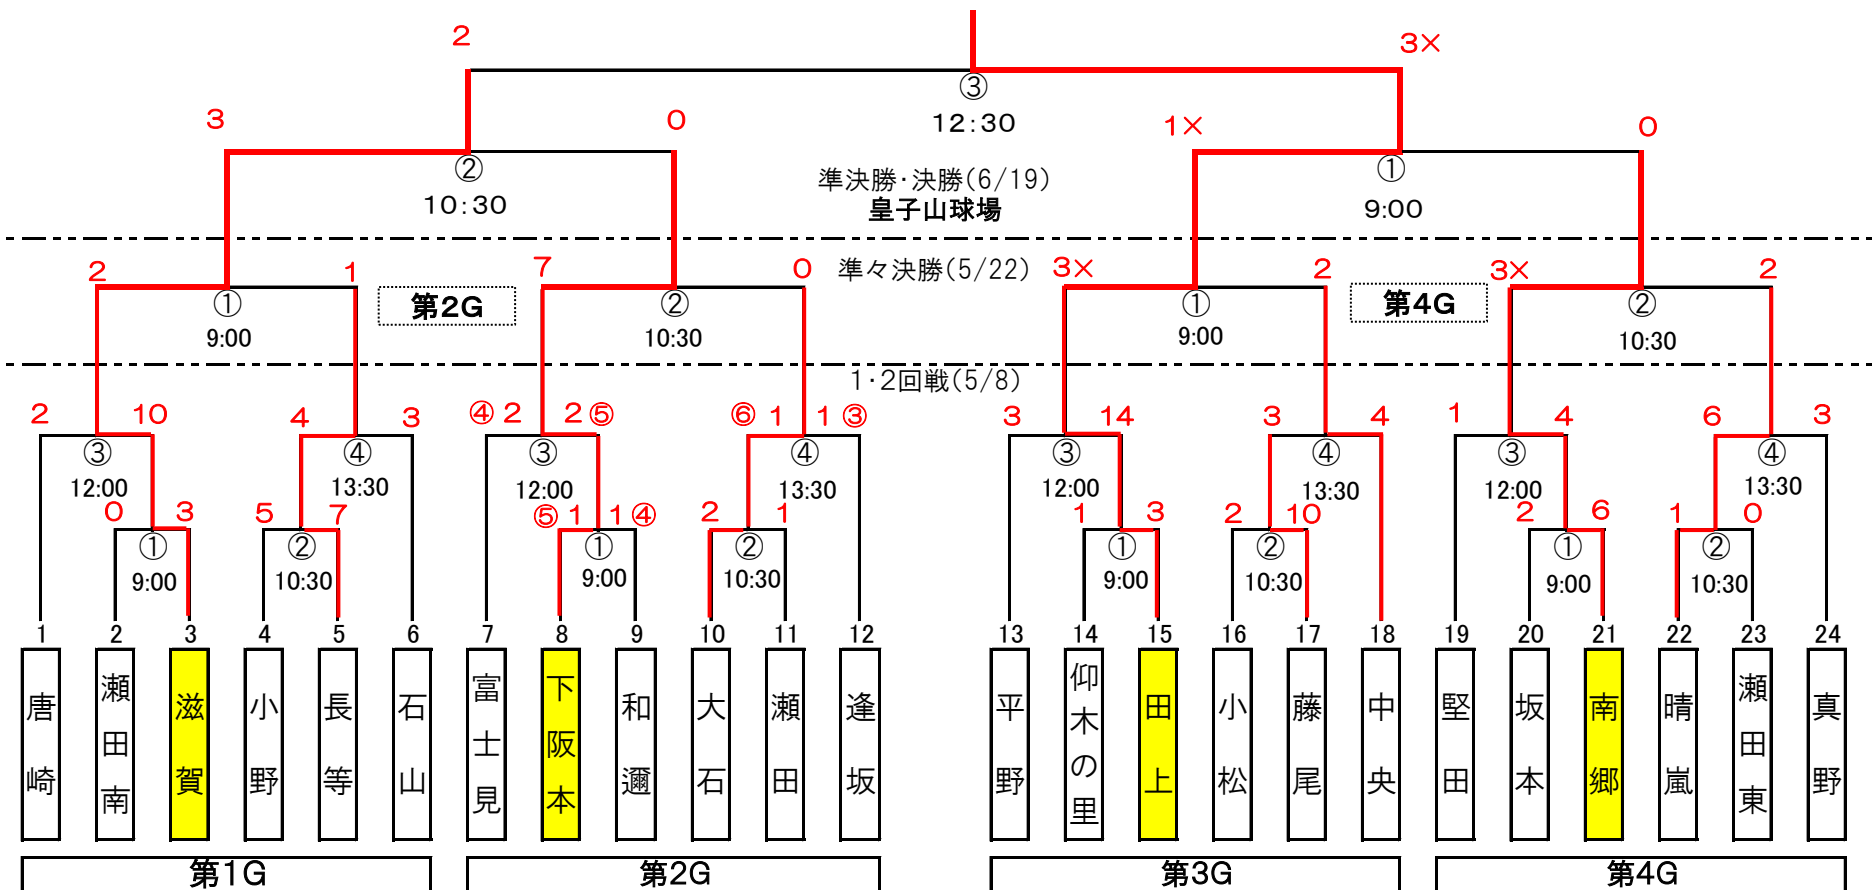 2 3×
③
12:30
3 0 1× 0
② ①
準決勝・決勝(6/19)
10:30 皇子山球場 9:00
2 1 7 0 準々決勝(5/22) 3× 2 3× 2
① 第2G ② ① 第4G ②
9:00 10:30 9:00 10:30
1・2回戦(5/8)
2 10 4 3 ④ 2 2 ⑤ ⑥ 1 1 ③ 3 14 3 4 1 4 6 3
③ ④ ③ ④ ③ ④ ③ ④
12:00 13:30 12:00 13:30 12:00 13:30 12:00 13:30
0 3 5 7 ⑤ 1 1 ④ 2 1 1 3 2 10 2 6 1 0
① ② ① ② ① ② ① ②
9:00 10:30 9:00 10:30 9:00 10:30 9:00 10:30
1 2 3 4 5 6 7 8 9 10 11 12 13 14 15 16 17 18 19 20 21 22 23 24
唐崎
瀬田南
滋賀
小野
長等
石山
富士見
下阪本
和邇
大石
瀬田
逢坂
平野
仰木の里
田上
小松
藤尾
中央
堅田
坂本
南郷
晴嵐
瀬田東
真野
第1G 第2G 第3G 第4G